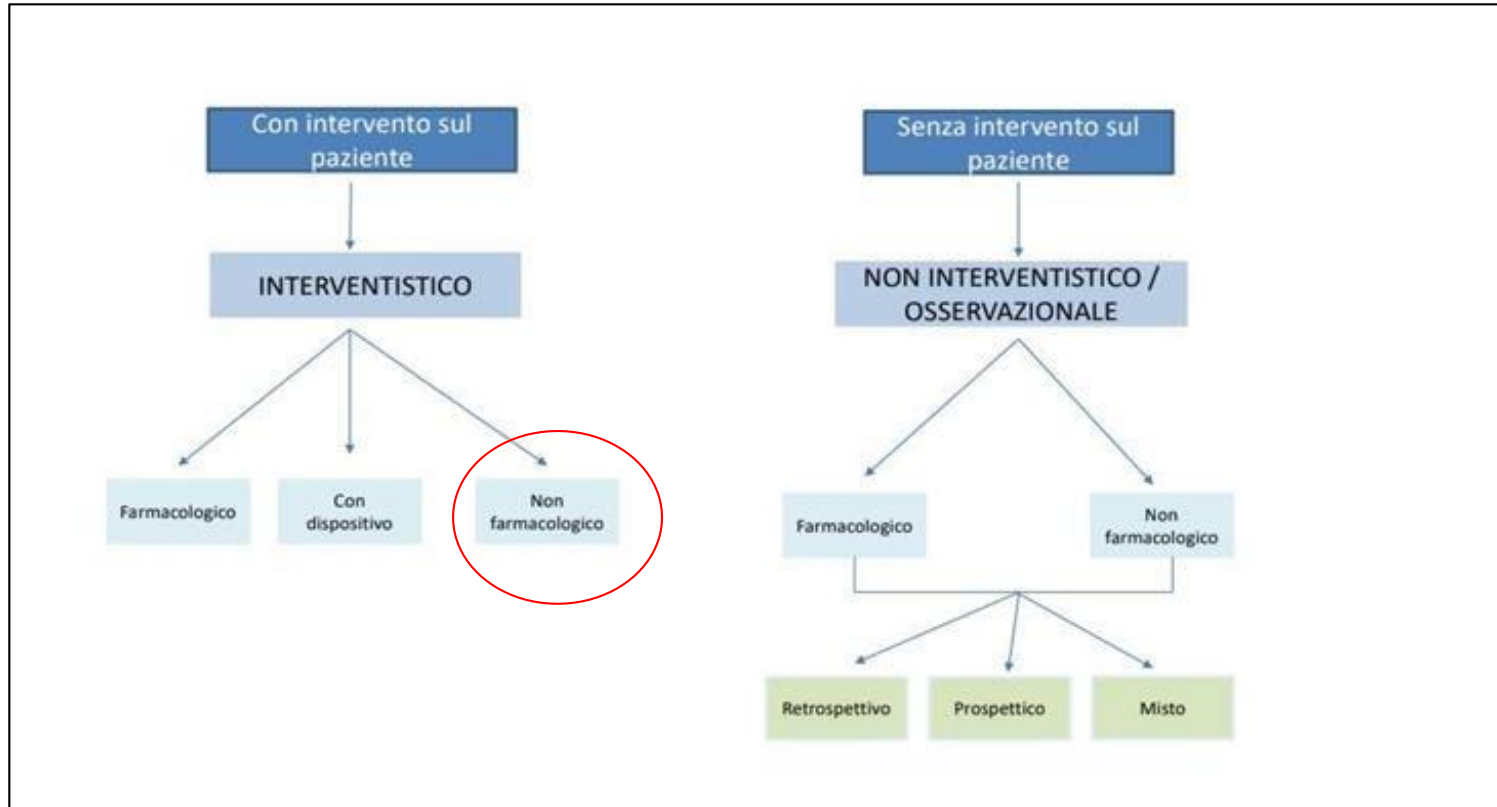 Con intervento sul
paziente
Senza intervento sul
paziente
INTERVENTISTICO
NON INTERVENTISTICO /
OSSERVAZIONALE
Farmacologico
Con
dispositivo
Non
farmacologico
Farmacologico
Non
farmacologico
Retrospettivo
Prospettico
Misto